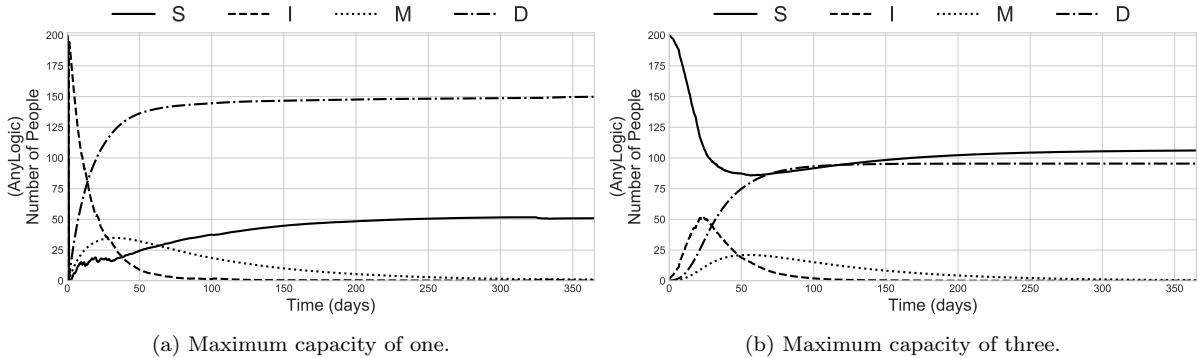 S I M D
200
175
150
125
100
75
50
25
0
(AnyLogic)
Number of People
0 50 100 150 200 250 300 350
Time (days)
(a) Maximum capacity of one.
S I M D
200
175
150
125
100
75
50
25
0
(AnyLogic)
Number of People
0 50 100 150 200 250 300 350
Time (days)
(b) Maximum capacity of three.